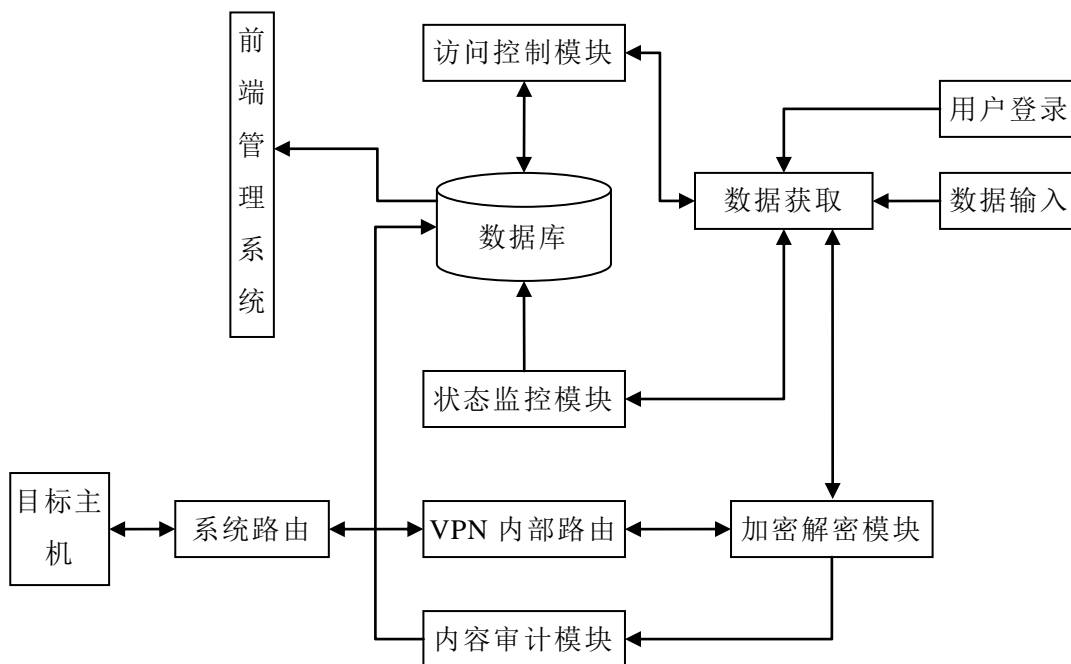 前
端
管
理
系
统
访问控制模块
用户登录
数据获取
数据输入
数据库
状态监控模块
目标主
机
系统路由
VPN 内部路由
加密解密模块
内容审计模块